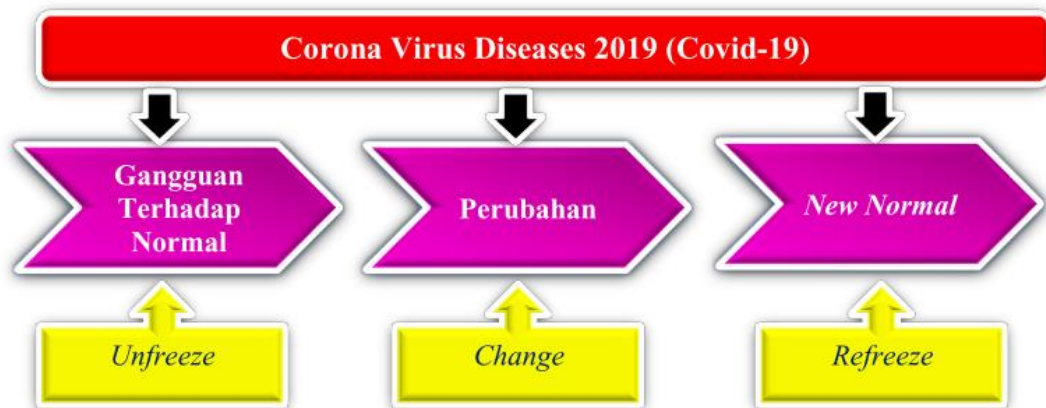 Corona Virus Diseases 2019 (Covid-19)
Gangguan
Terhadap
Normal
Perubahan
New Normal
Unfreeze
Change
Refreeze